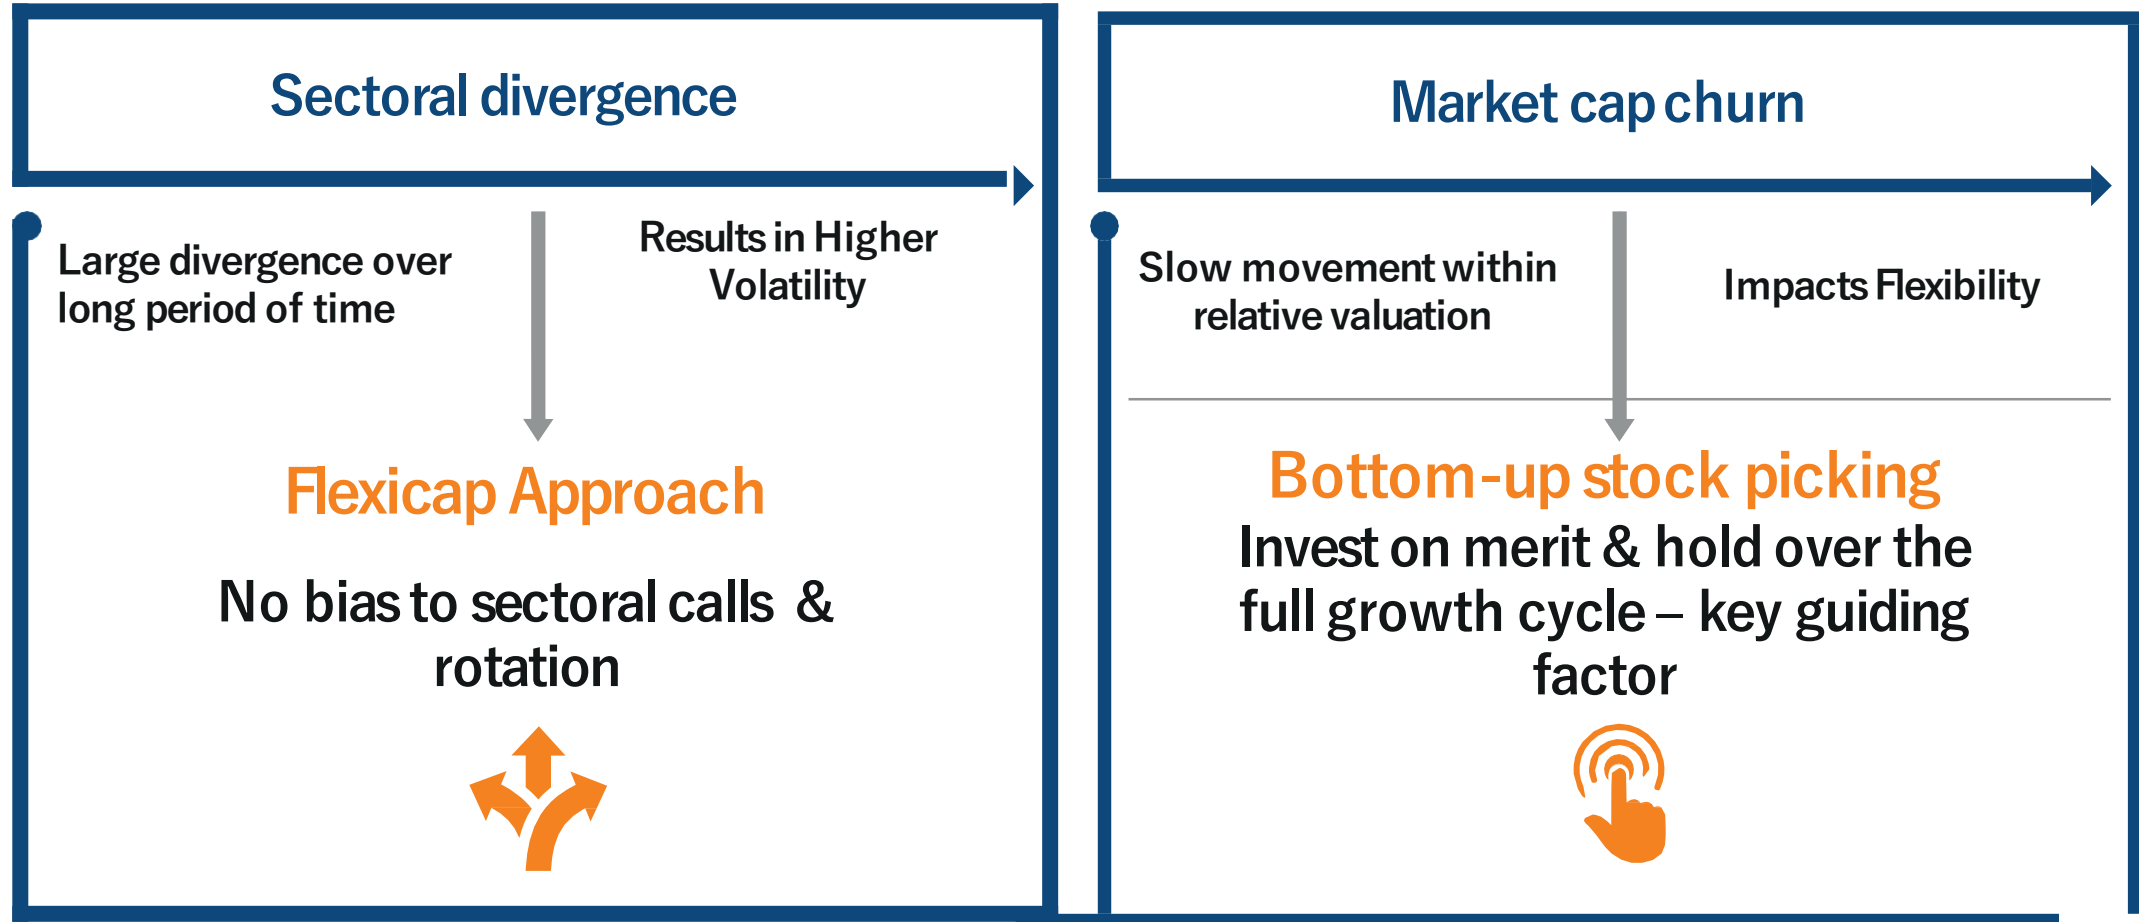 Sectoral divergence
Large divergence over
long period of time
Results in Higher
Volatility
Flexicap Approach
No bias to sectoral calls &
rotation
Market cap churn
Slow movement within
relative valuation
Impacts Flexibility
Bottom-up stock picking
Invest on merit & hold over the
full growth cycle – key guiding
factor